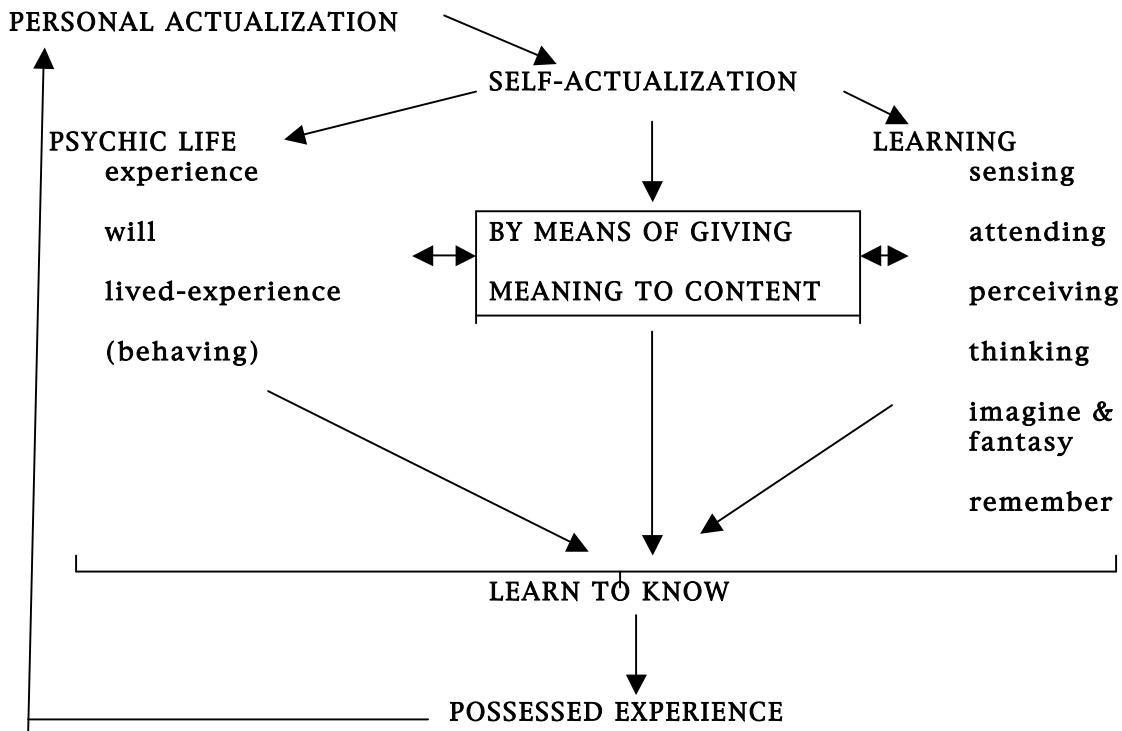 PERSONAL ACTUALIZATION
SELF-ACTUALIZATION
PSYCHIC LIFE
experience
will
lived-experience
(behaving)
BY MEANS OF GIVING
MEANING TO CONTENT
LEARNING
sensing
attending
perceiving
thinking
imagine &
fantasy
remember
LEARN TO KNOW
POSSESSED EXPERIENCE